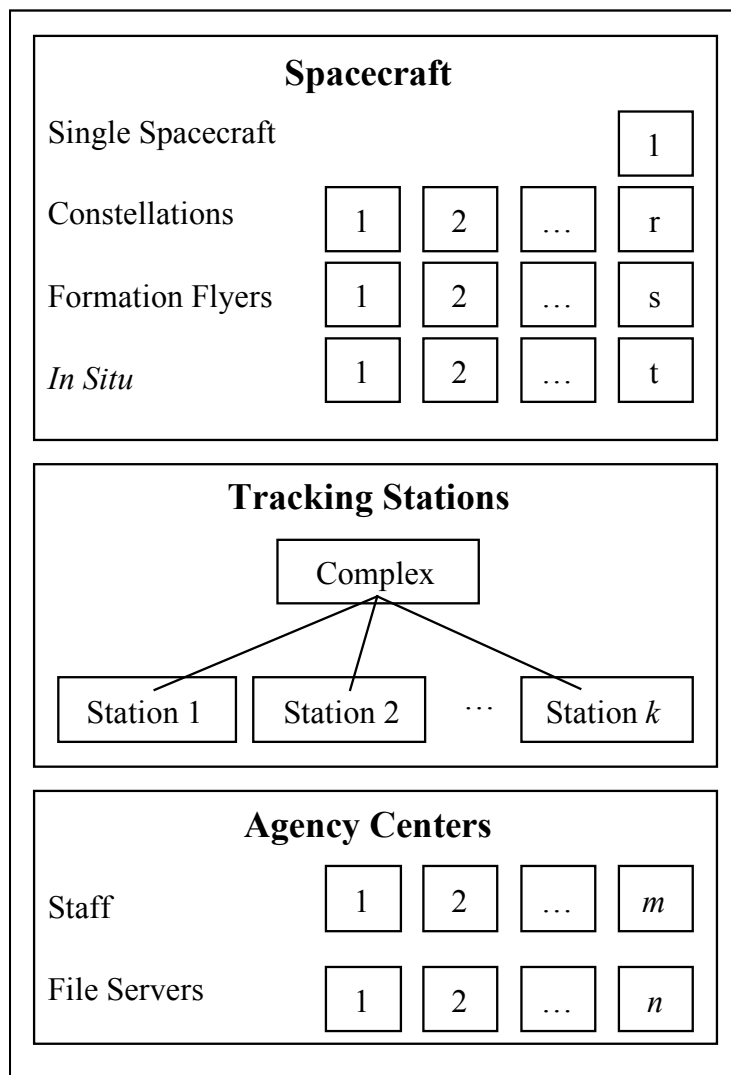 Spacecraft
Single Spacecraft 1
Constellations 1 2 … r
Formation Flyers 1 2 … s
In Situ 1 2 … t
Tracking Stations
Complex
Station 1 Station 2 … Station k
Agency Centers
Staff 1 2 … m
File Servers 1 2 … n